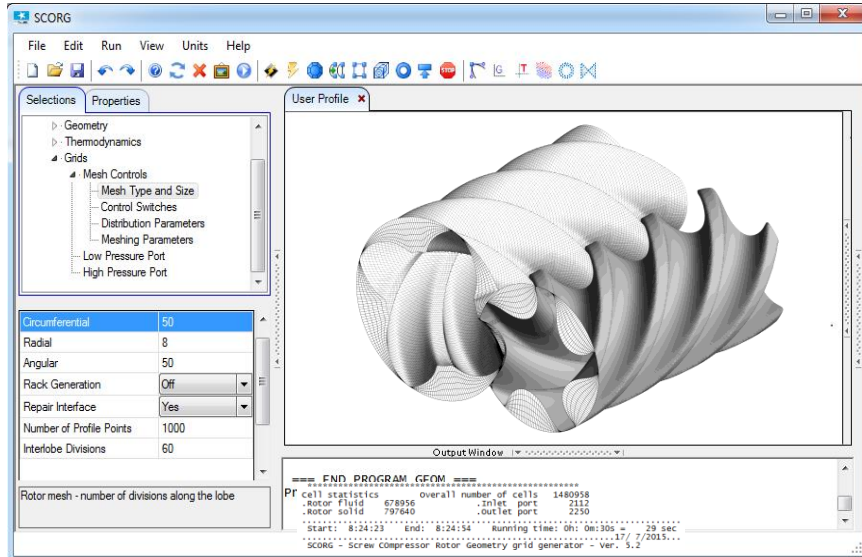 SCORG
File Edit Run View Units Help
Selections Properties
Geometry
Thermodynamics
Grids
Mesh Controls
Mesh Type and Size
Control Switches
Distribution Parameters
Meshing Parameters
Low Pressure Port
High Pressure Port
User Profile
Circumferential 50
Radial 8
Angular 50
Rack Generation Off
Repair Interface Yes
Number of Profile Points 1000
Interlobe Divisions 60
Rotor mesh - number of divisions along the lobe
Output Window
=== END PROGRAM GEOM ===
Cell statistics Overall number of cells 1480958
.Rotor fluid 678956 .Inlet port 2112
.Rotor solid 797640 .Outlet port 2250
Start: 8:24:23 End: 8:24:54 Running time: 0h: 0m:30s = 29 sec
17/ 7/2015...
SCORG - Screw COmpressor Rotor Geometry grid generator - Ver. 5.2